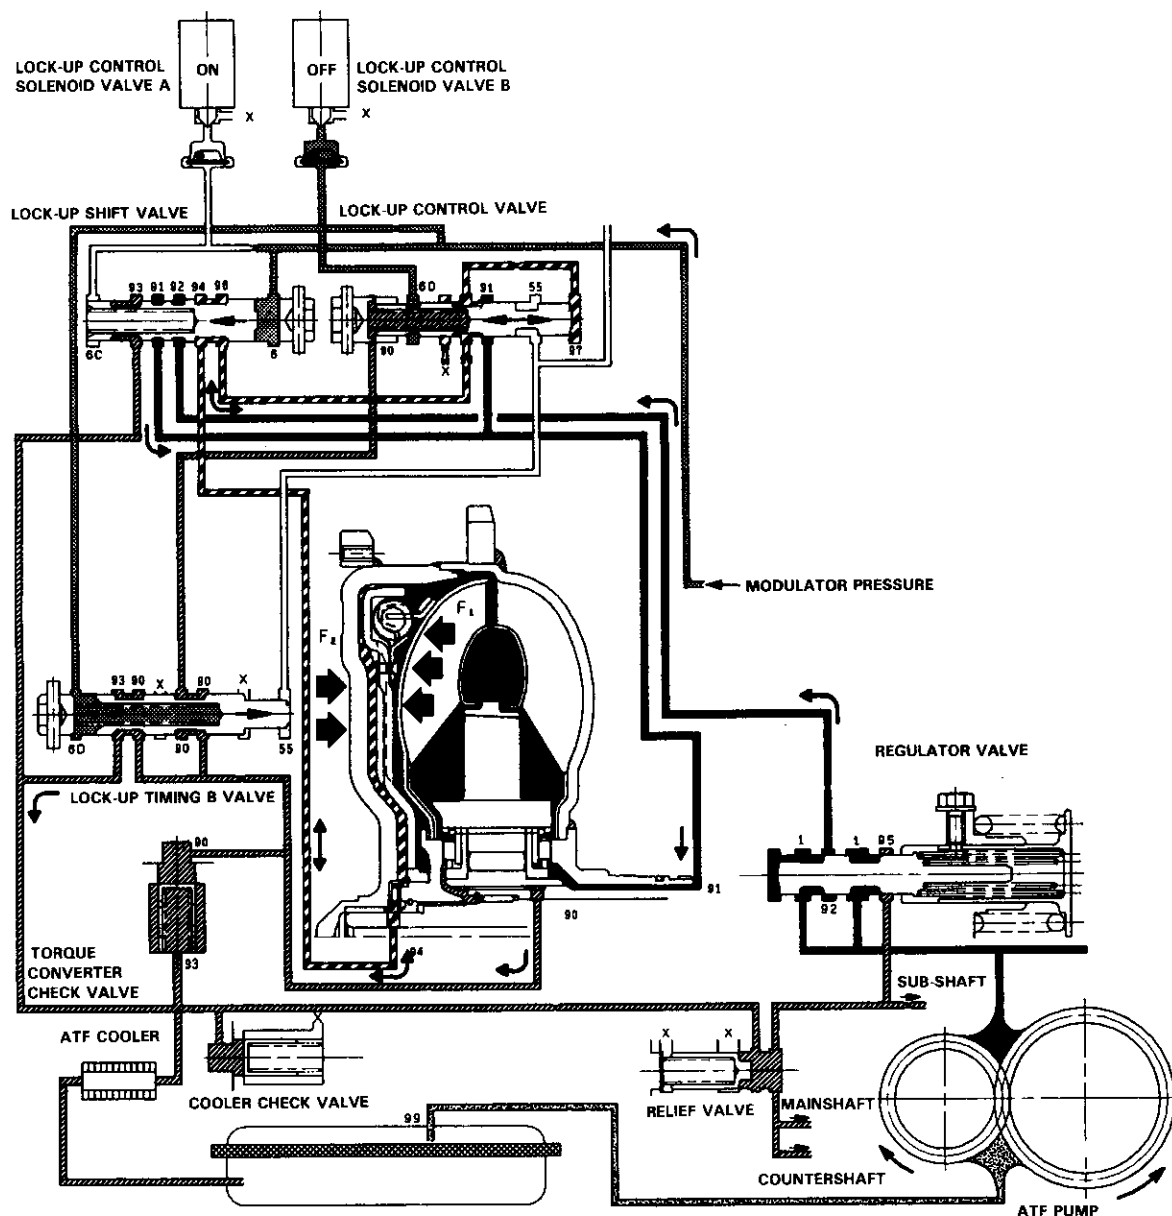 LOCK-UP CONTROL
SOLENOID VALVE A
ON
OFF
LOCK-UP CONTROL
SOLENOID VALVE B
X
X
LOCK-UP SHIFT VALVE
LOCK-UP CONTROL VALVE
93 91 92 94 96
6D
91
55
6C
6
90
X
97
MODULATOR PRESSURE
F1
F2
93 90 X 90 X
6D
90
55
LOCK-UP TIMING B VALVE
REGULATOR VALVE
90
1 1 95
91
92
90
93
94
TORQUE
CONVERTER
CHECK VALVE
SUB-SHAFT
ATF COOLER
X
X X
COOLER CHECK VALVE
RELIEF VALVE
MAINSHAFT
99
COUNTERSHAFT
ATF PUMP